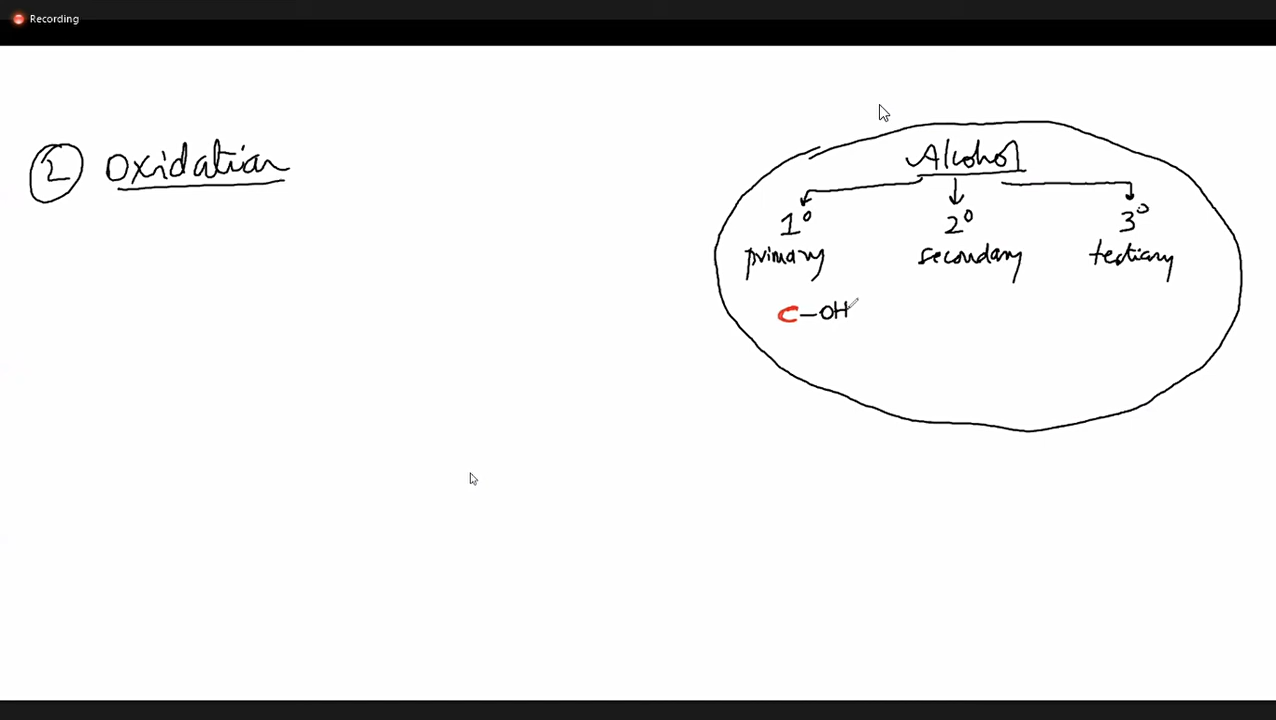 Recording
② Oxidation
Alcohol
1° 2° 3°
primary secondary tertiary
C-OH